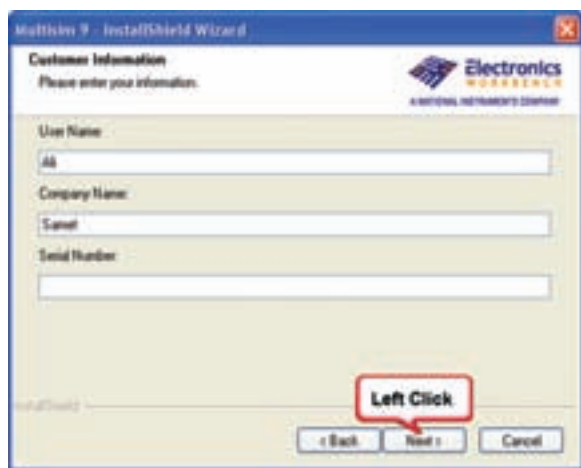 Multisim 9 - InstallShield Wizard
Customer Information
Please enter your information.
Electronics
WORKBENCH
A NATIONAL INSTRUMENTS COMPANY
User Name:
Ali
Company Name:
Samet
Serial Number:
Left Click
InstallShield
< Back
Next >
Cancel